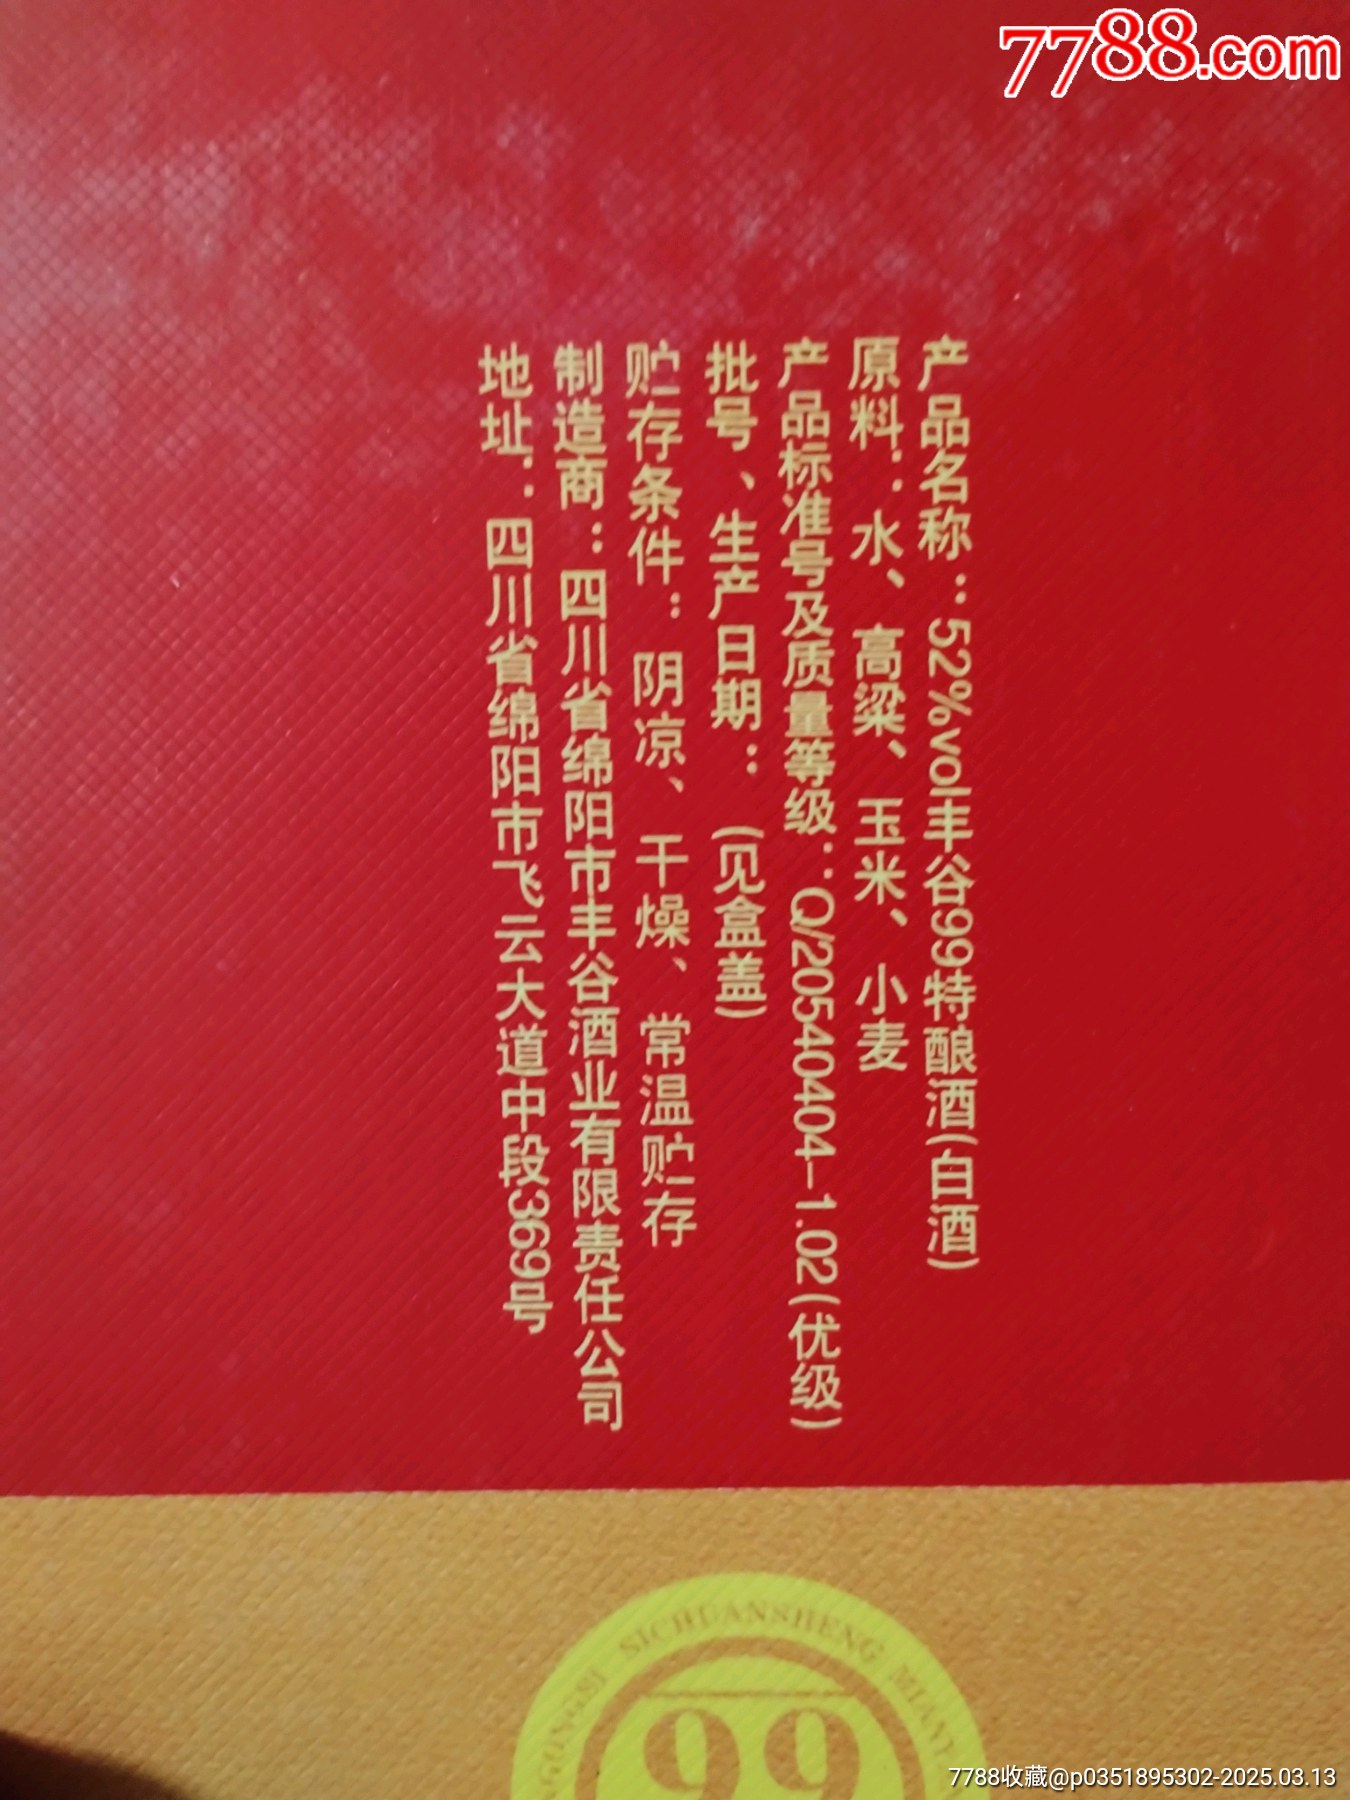 7788.com
产品名称：52%vol丰谷99特酿酒(白酒)
原料：水、高粱、玉米、小麦
产品标准号及质量等级：Q/20540404-1.02(优级)
批号、生产日期：(见盒盖)
贮存条件：阴凉、干燥、常温贮存
制造商：四川省绵阳市丰谷酒业有限责任公司
地址：四川省绵阳市飞云大道中段369号
GUNGSI SICHUANSHENG MIANY
99
7788收藏@p0351895302-2025.03.13